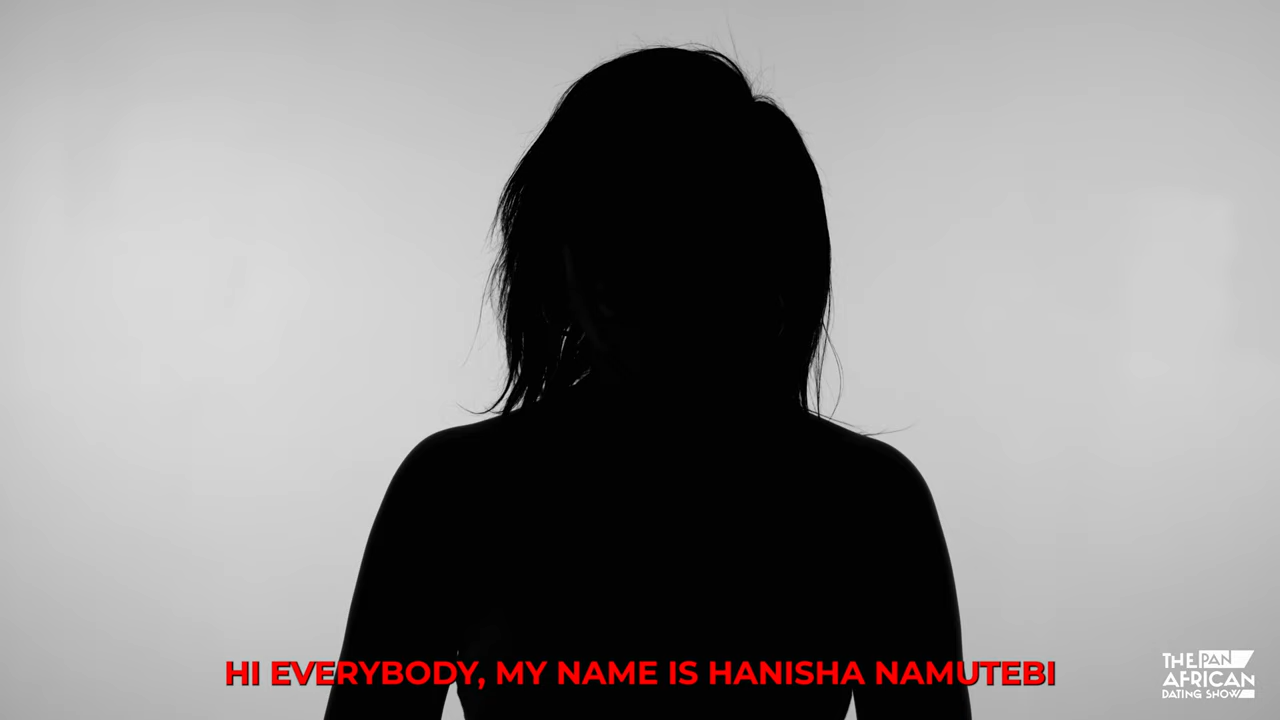 HI EVERYBODY, MY NAME IS HANISHA NAMUTEBI
THE PAN
AFRICAN
DATING SHOW